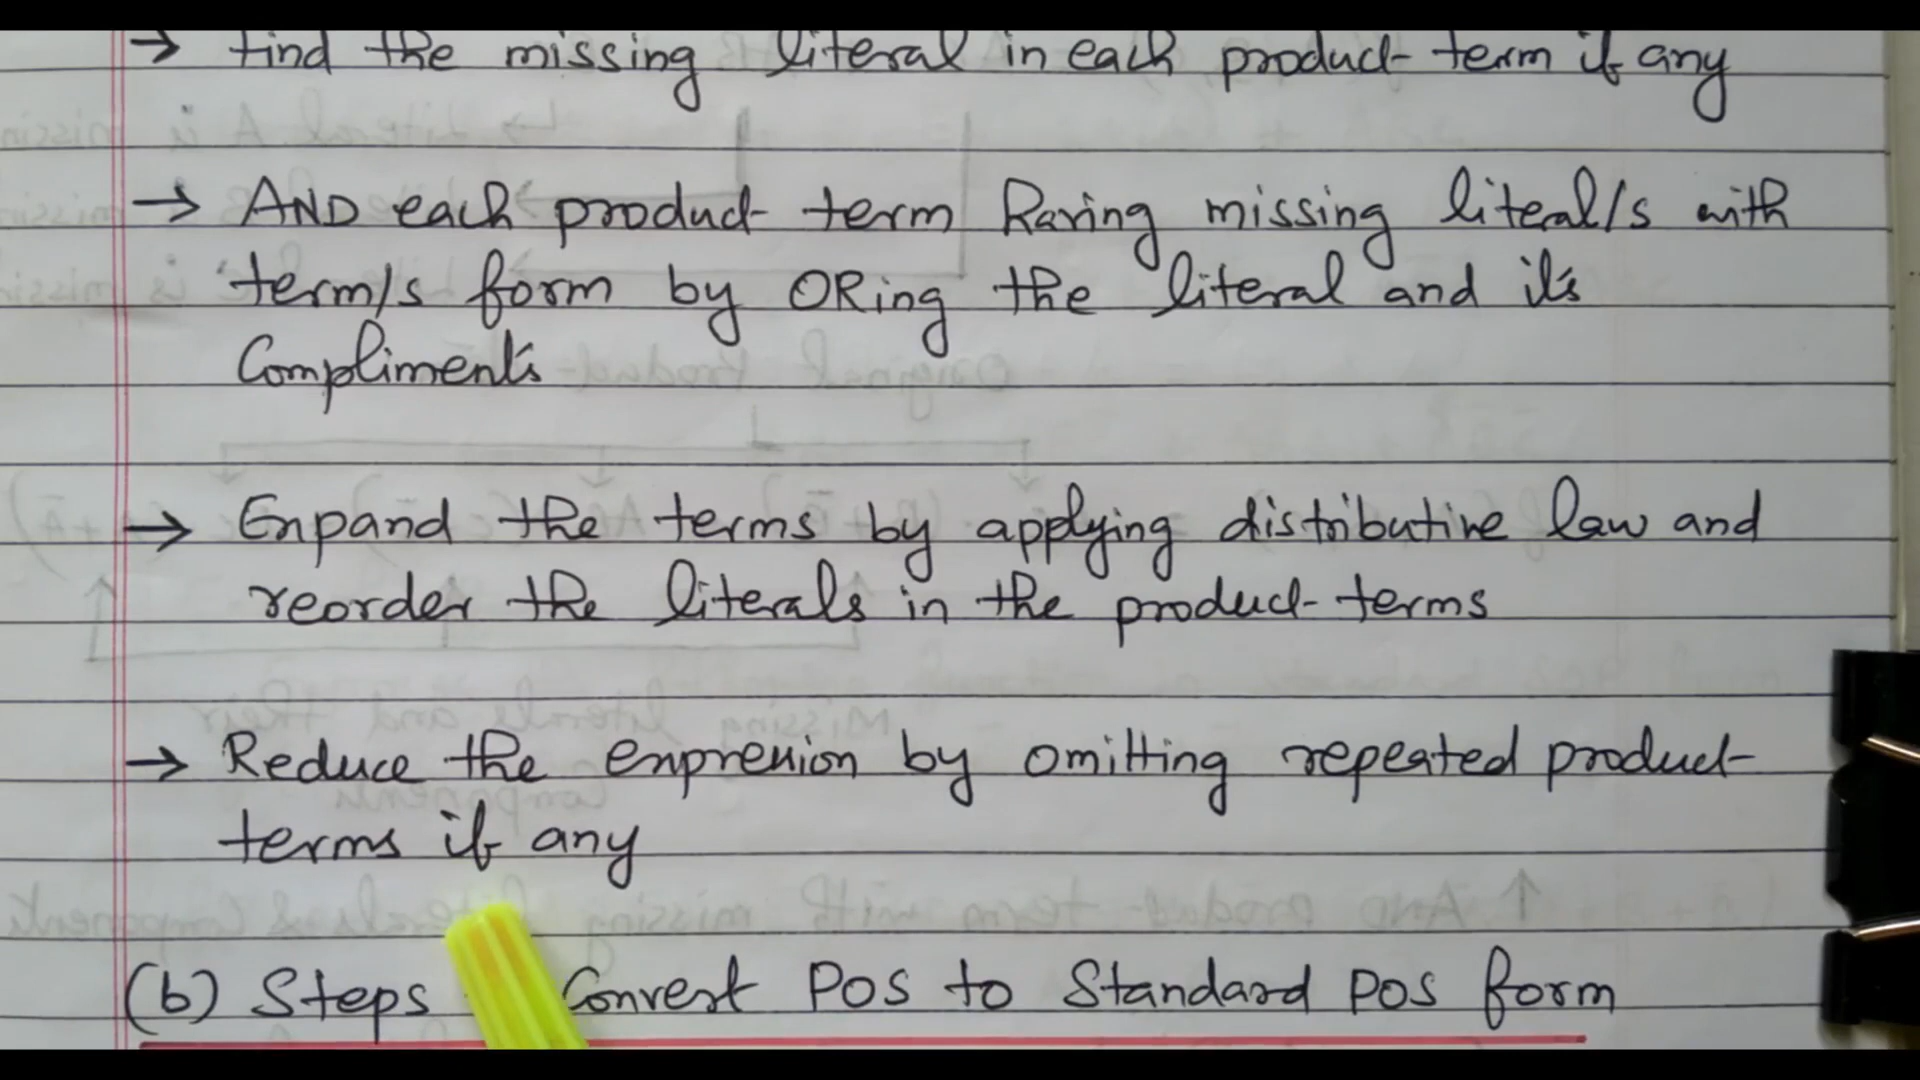 → find the missing literal in each product term if any
→ AND each product term having missing literal/s with
term/s form by ORing the literal and it's
Compliment's
→ Expand the terms by applying distributive law and
reorder the literals in the product terms
→ Reduce the expression by omitting repeated product
terms if any
(b) Steps Convert POS to Standard POS form